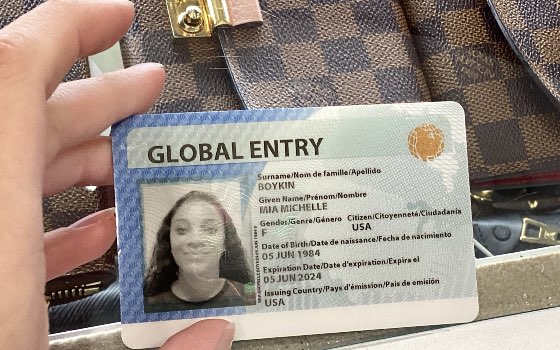 GLOBAL ENTRY
Surname/Nom de famille/Apellido
BOYKIN
Given Name/Prénom/Nombre
MIA MICHELLE
Gender/Genre/Género Citizen/Citoyenneté/Ciudadanía
F USA
Date of Birth/Date de naissance/Fecha de nacimiento
05 JUN 1984
Expiration Date/Date d'expiration/Expira el
05 JUN 2024
Issuing Country/Pays d'émission/País de emisión
USA